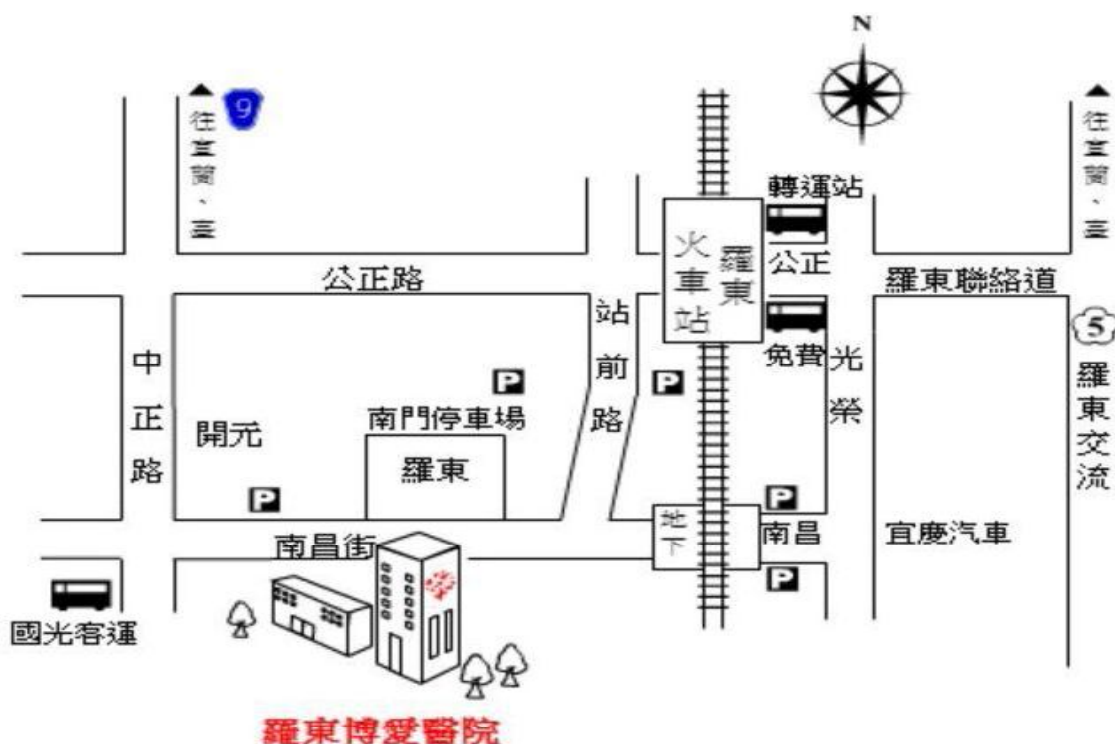 N
9
往宜蘭、臺
往宜蘭、臺
轉運站
羅東
火車站
公正
公正路
羅東聯絡道
5
站前路
免費
光榮
中正路
P
P
羅東交流
南門停車場
開元
羅東
P
P
地下
南昌
宜慶汽車
南昌街
P
國光客運
羅東博愛醫院